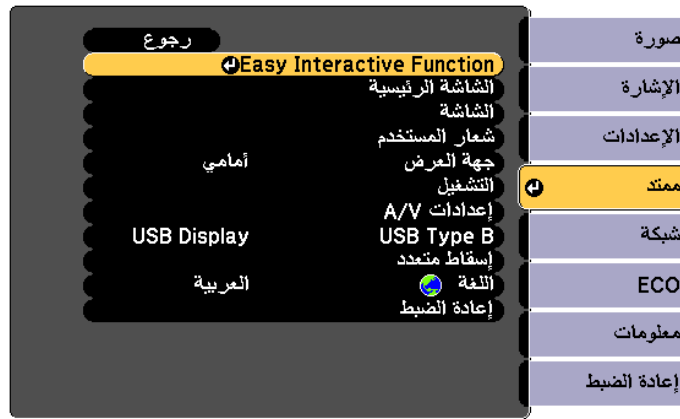 صورة
الإشارة
الإعدادات
ممتد
شبكة
ECO
معلومات
إعادة الضبط
رجوع
Easy Interactive Function
الشاشة الرئيسية
الشاشة
شعار المستخدم
جهة العرض أمامي
التشغيل
إعدادات A/V
USB Type B USB Display
إسقاط متعدد
اللغة العربية
إعادة الضبط